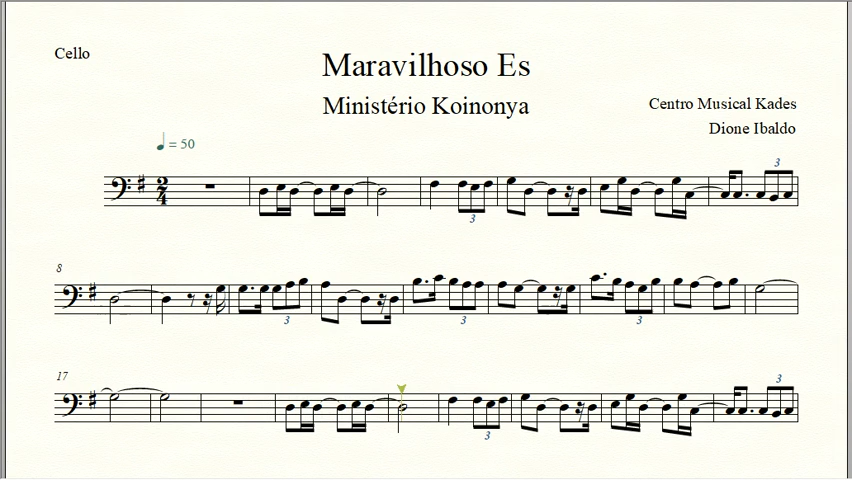 Cello
Maravilhoso Es
Ministério Koinonya
Centro Musical Kades
Dione Ibaldo
= 50
2
4
3
3
8
3
3
3
17
3
3